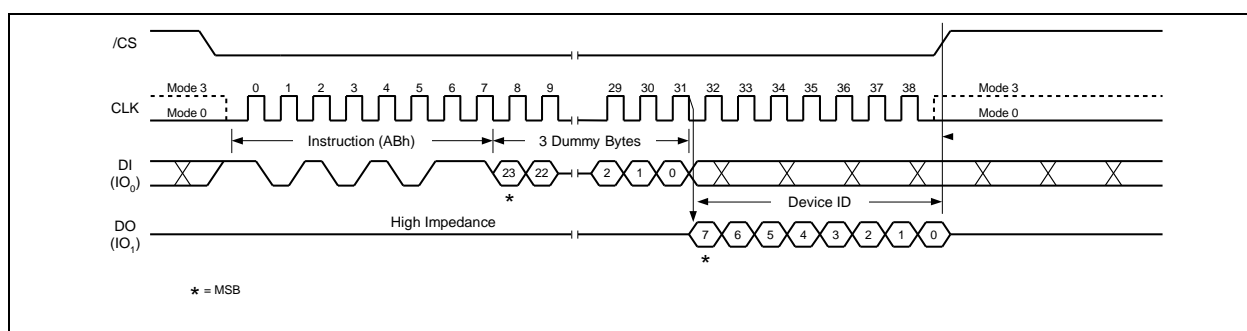 /CS
Mode 3 0 1 2 3 4 5 6 7 8 9 29 30 31 32 33 34 35 36 37 38 Mode 3
CLK
Mode 0 Mode 0
Instruction (ABh) 3 Dummy Bytes
DI
(IO0)
23 22 2 1 0
*
Device ID
High Impedance
DO
(IO1)
7 6 5 4 3 2 1 0
*
* = MSB